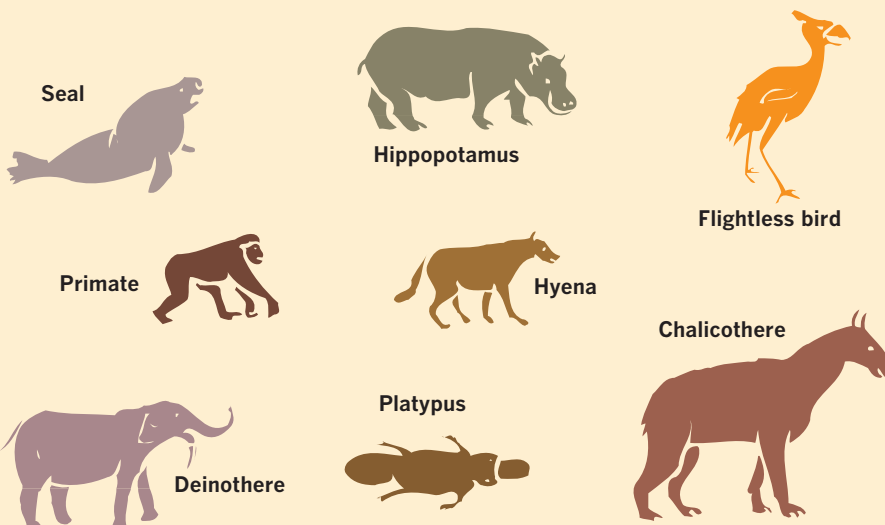 Seal
Hippopotamus
Flightless bird
Primate
Hyena
Chalicothere
Platypus
Deinothere